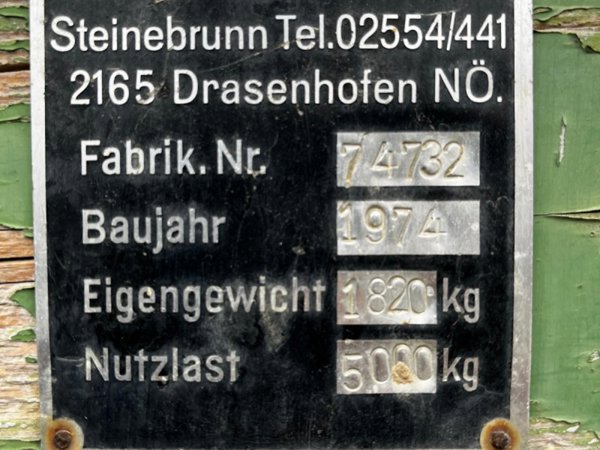 Steinebrunn Tel.02554/441
2165 Drasenhofen NÖ.
Fabrik. Nr. 74732
Baujahr 1974
Eigengewicht 1820 kg
Nutzlast 5000 kg